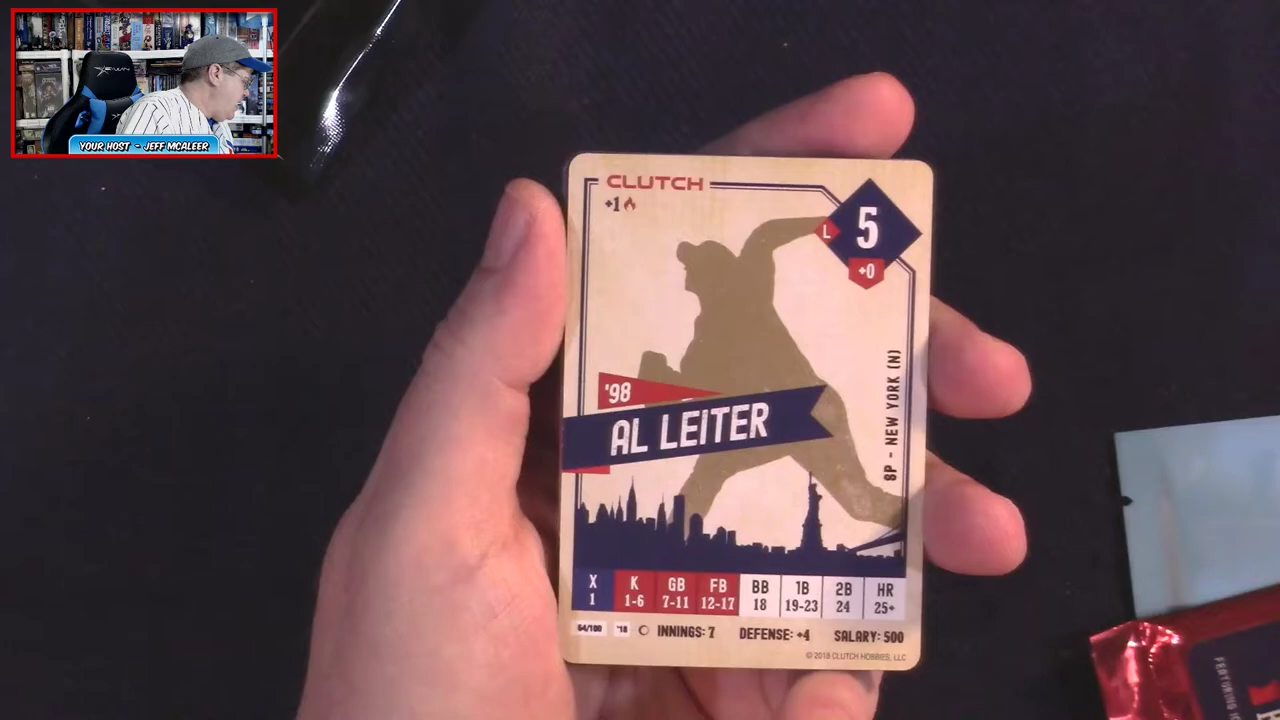 YOUR HOST - JEFF MCALEER
CLUTCH
+1
5
L
+0
'98
AL LEITER
SP - NEW YORK (N)
X K GB FB BB 1B 2B HR
1 1-6 7-11 12-17 18 19-23 24 25+
64/100 '18 INNINGS: 7 DEFENSE: +4 SALARY: 500
© 2018 CLUTCH HOBBIES, LLC